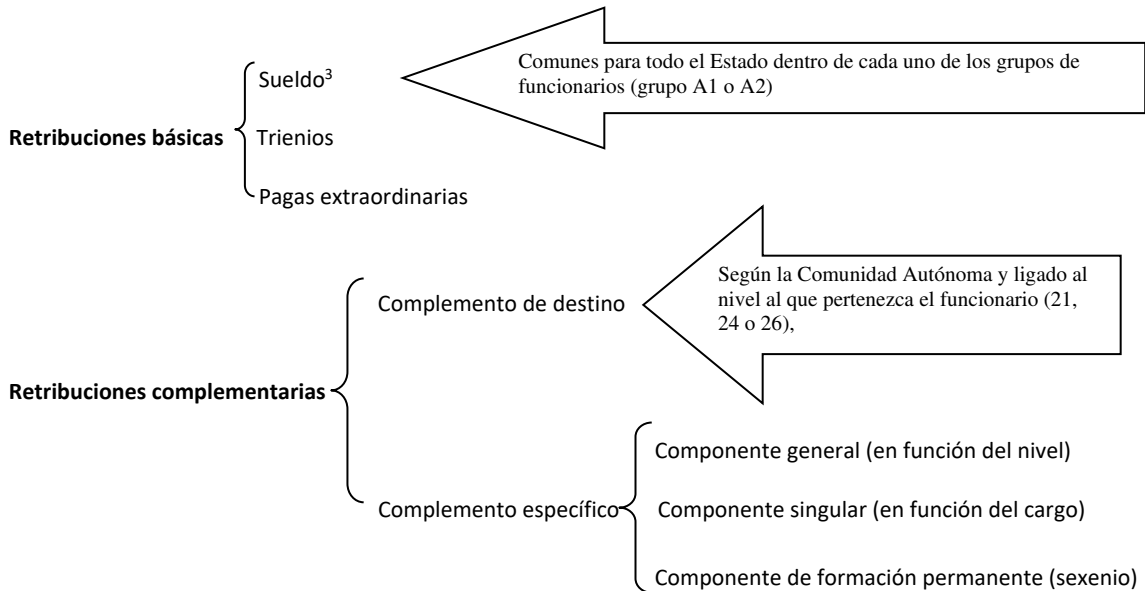 Sueldo³
Comunes para todo el Estado dentro de cada uno de los grupos de
funcionarios (grupo A1 o A2)
Retribuciones básicas
Trienios
Pagas extraordinarias
Complemento de destino
Según la Comunidad Autónoma y ligado al
nivel al que pertenezca el funcionario (21,
24 o 26),
Retribuciones complementarias
Componente general (en función del nivel)
Complemento específico
Componente singular (en función del cargo)
Componente de formación permanente (sexenio)